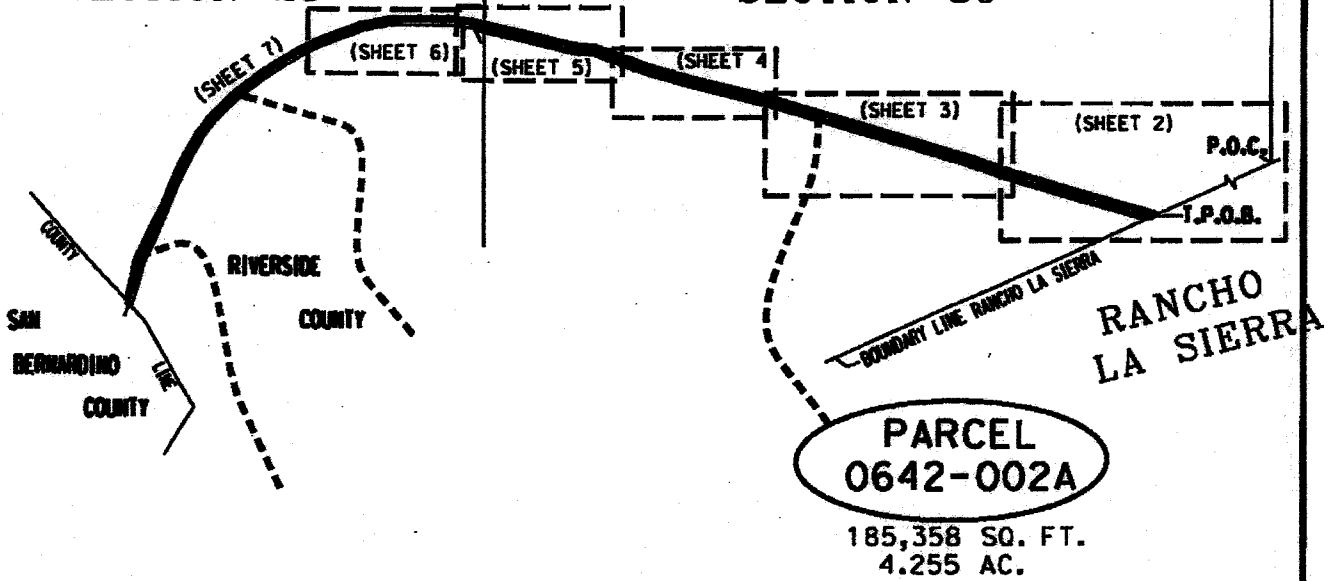 (SHEET 7)
(SHEET 6)
(SHEET 5)
(SHEET 4
(SHEET 3)
(SHEET 2)
P.O.C.
T.P.O.B.
COUNTY
LINE
RIVERSIDE
COUNTY
SAN
BERNARDINO
COUNTY
BOUNDARY LINE RANCHO LA SIERRA
RANCHO
LA SIERRA
PARCEL
0642-002A
185,358 SQ. FT.
4.255 AC.